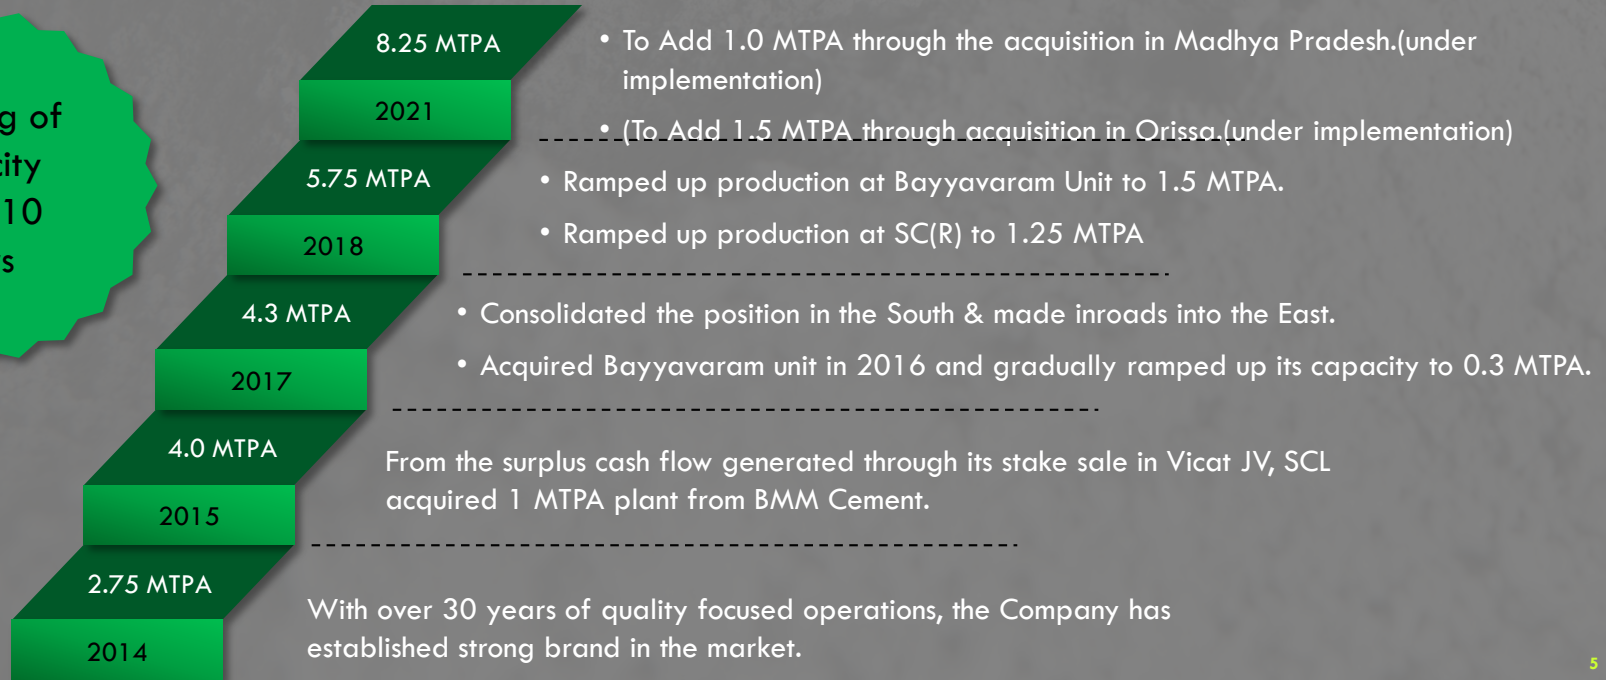 g of
city
10
s
8.25 MTPA
2021
• To Add 1.0 MTPA through the acquisition in Madhya Pradesh.(under
implementation)
• (To Add 1.5 MTPA through acquisition in Orissa.(under implementation)
5.75 MTPA
2018
• Ramped up production at Bayyavaram Unit to 1.5 MTPA.
• Ramped up production at SC(R) to 1.25 MTPA
4.3 MTPA
2017
• Consolidated the position in the South & made inroads into the East.
• Acquired Bayyavaram unit in 2016 and gradually ramped up its capacity to 0.3 MTPA.
4.0 MTPA
2015
From the surplus cash flow generated through its stake sale in Vicat JV, SCL
acquired 1 MTPA plant from BMM Cement.
2.75 MTPA
2014
With over 30 years of quality focused operations, the Company has
established strong brand in the market.
5